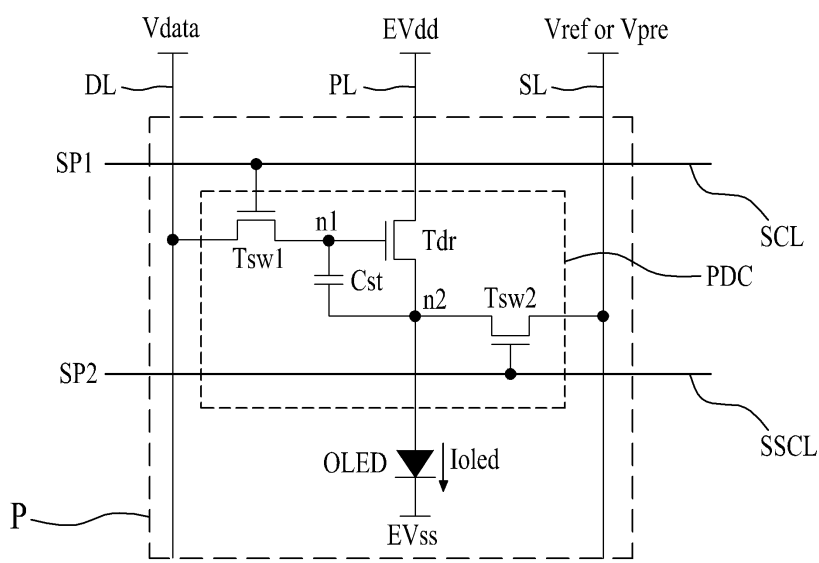 Vdata
EVdd
Vref or Vpre
DL
PL
SL
SP1
SCL
n1
Tdr
Tsw1
Cst
PDC
n2
Tsw2
SP2
SSCL
OLED
Ioled
P
EVss